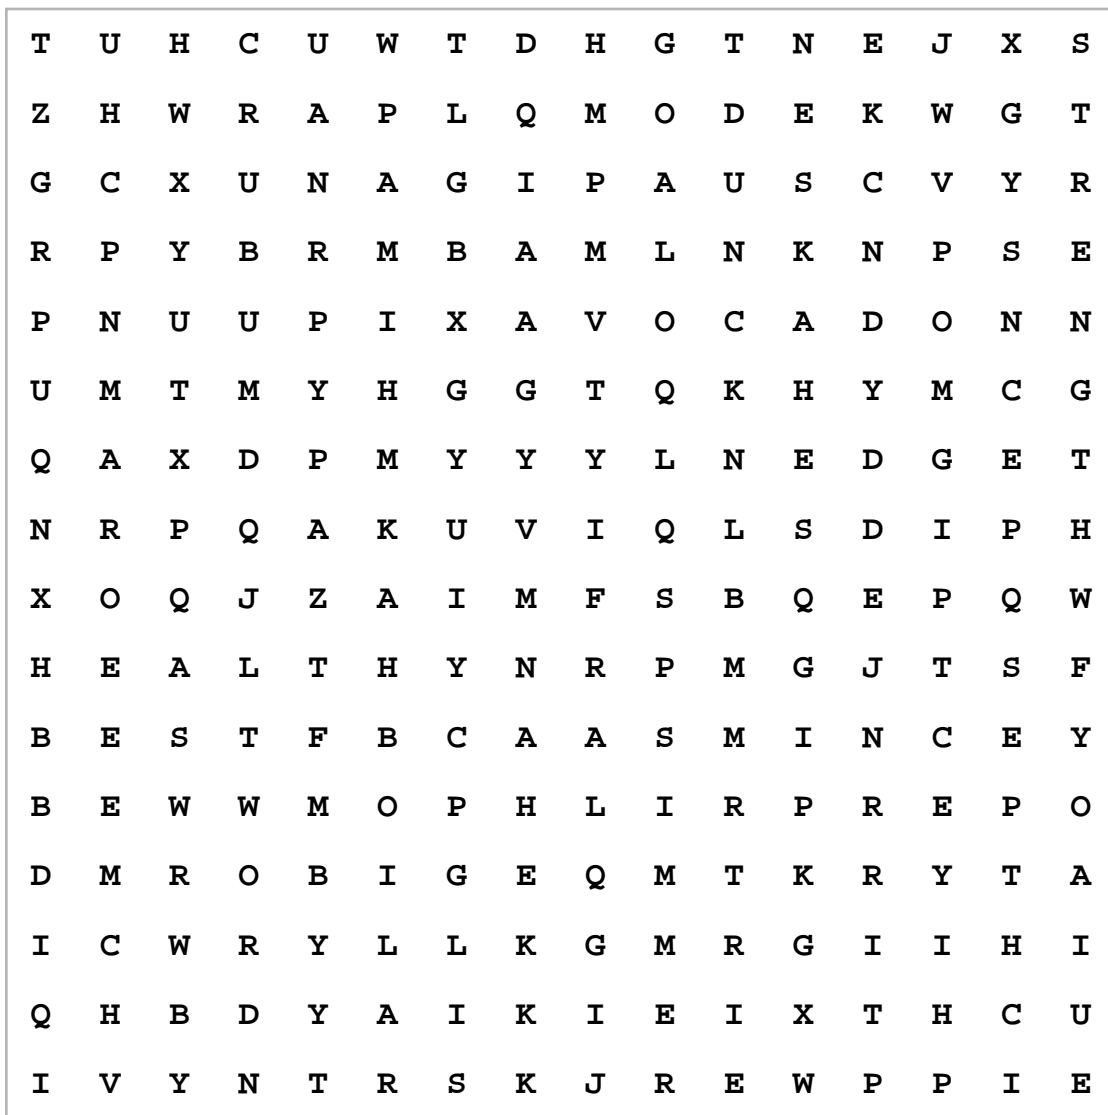 T U H C U W T D H G T N E J X S
Z H W R A P L Q M O D E K W G T
G C X U N A G I P A U S C V Y R
R P Y B R M B A M L N K N P S E
P N U U P I X A V O C A D O N N
U M T M Y H G G T Q K H Y M C G
Q A X D P M Y Y Y L N E D G E T
N R P Q A K U V I Q L S D I P H
X O Q J Z A I M F S B Q E P Q W
H E A L T H Y N R P M G J T S F
B E S T F B C A A S M I N C E Y
B E W W M O P H L I R P R E P O
D M R O B I G E Q M T K R Y T A
I C W R Y L L K G M R G I I H I
Q H B D Y A I K I E I X T H C U
I V Y N T R S K J R E W P P I E